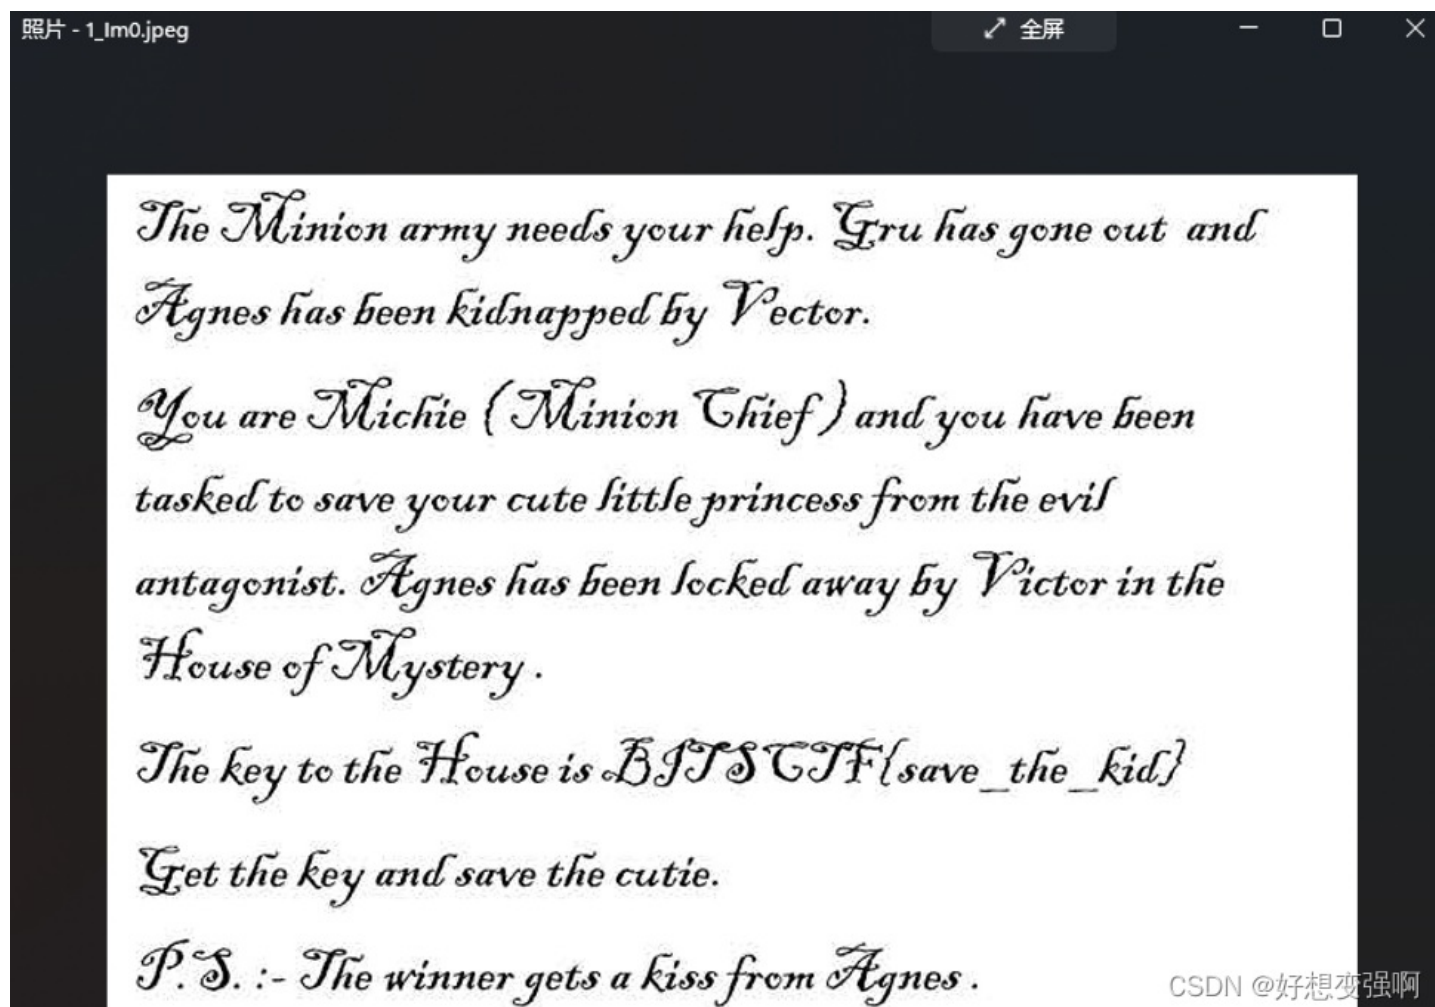 照片 - 1_Im0.jpeg
全屏
The Minion army needs your help. Gru has gone out and
Agnes has been kidnapped by Vector.
You are Michie (Minion Chief) and you have been
tasked to save your cute little princess from the evil
antagonist. Agnes has been locked away by Victor in the
House of Mystery .
The key to the House is BITSCTF{save_the_kid}
Get the key and save the cutie.
P.S. :- The winner gets a kiss from Agnes .
CSDN @好想变强啊